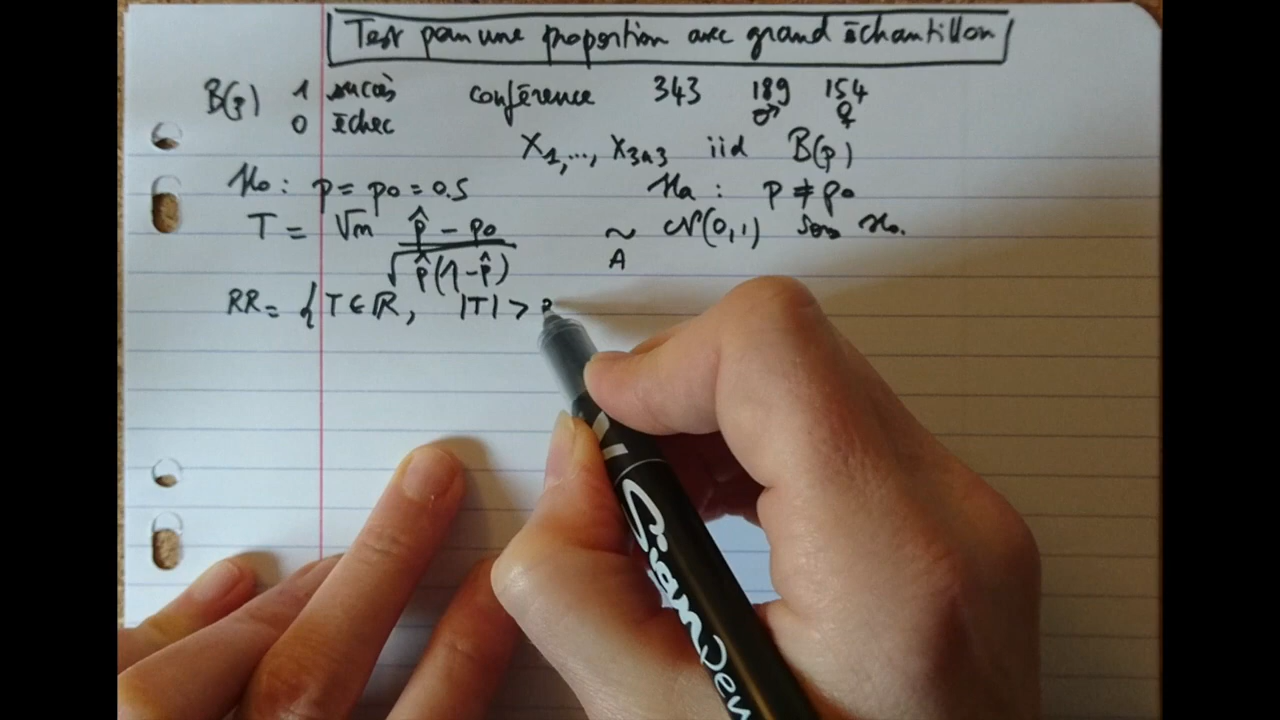 Test pour une proportion avec grand échantillon
B(p) 1 succès conférence 343 189 154
0 échec ♂ ♀
X1,..., X343 iid B(p)
H0 : p = p0 = 0.5 Ha : p ≠ p0
T = √n (p̂ - p0) / √(p̂(1-p̂)) ~A N(0,1) sous H0.
RR = { T ∈ ℝ, |T| >